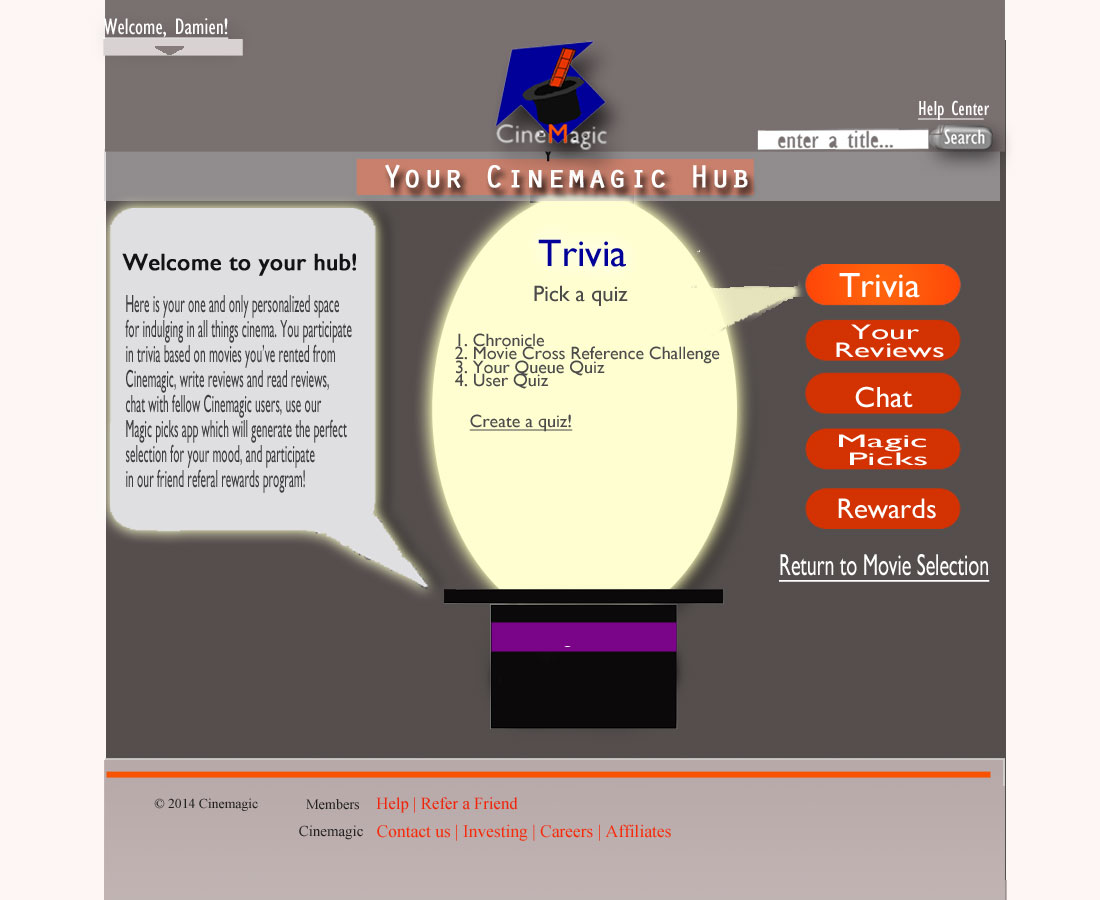 Welcome, Damien!
CineMagic
Help Center
enter a title...
Search
Your Cinemagic Hub
Welcome to your hub!
Here is your one and only personalized space
for indulging in all things cinema. You participate
in trivia based on movies you've rented from
Cinemagic, write reviews and read reviews,
chat with fellow Cinemagic users, use our
Magic picks app which will generate the perfect
selection for your mood, and participate
in our friend referal rewards program!
Trivia
Pick a quiz
1. Chronicle
2. Movie Cross Reference Challenge
3. Your Queue Quiz
4. User Quiz
Create a quiz!
Trivia
Your
Reviews
Chat
Magic
Picks
Rewards
Return to Movie Selection
© 2014 Cinemagic
Members Help | Refer a Friend
Cinemagic Contact us | Investing | Careers | Affiliates